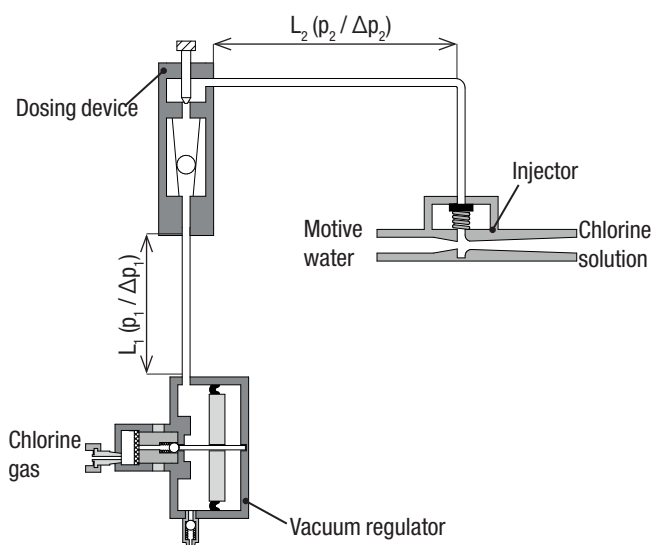 L₂ (p₂ / Δp₂)
Dosing device
Injector
Motive
water
Chlorine
solution
L₁ (p₁ / Δp₁)
Chlorine
gas
Vacuum regulator